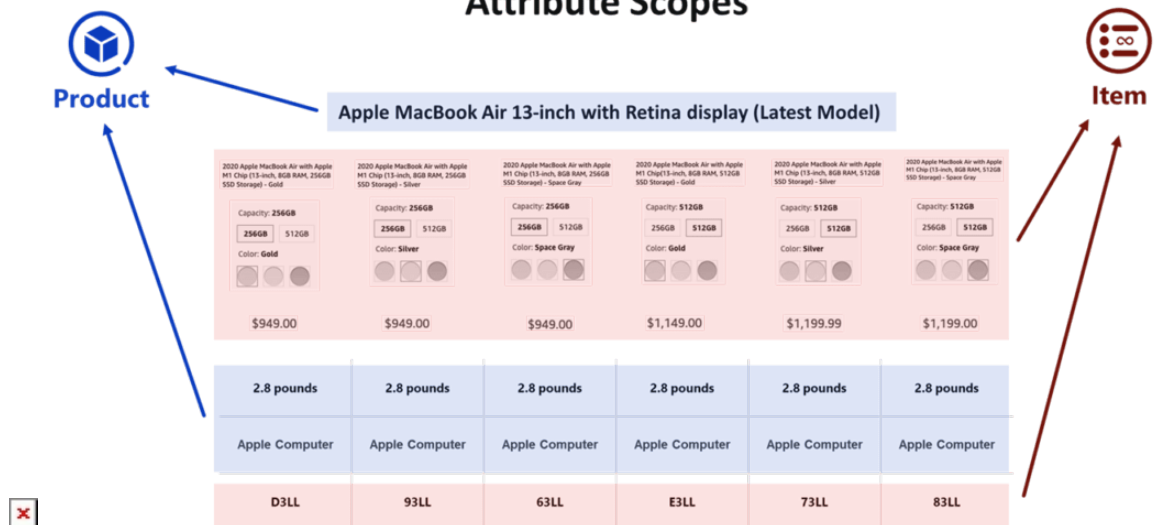 Attribute Scopes
Product
Item
Apple MacBook Air 13-inch with Retina display (Latest Model)
2020 Apple MacBook Air with Apple
M1 Chip (13-inch, 8GB RAM, 256GB
SSD Storage) - Gold
Capacity: 256GB
256GB 512GB
Color: Gold
$949.00
2020 Apple MacBook Air with Apple
M1 Chip (13-inch, 8GB RAM, 256GB
SSD Storage) - Silver
Capacity: 256GB
256GB 512GB
Color: Silver
$949.00
2020 Apple MacBook Air with Apple
M1 Chip (13-inch, 8GB RAM, 256GB
SSD Storage) - Space Gray
Capacity: 256GB
256GB 512GB
Color: Space Gray
$949.00
2020 Apple MacBook Air with Apple
M1 Chip(13-inch, 8GB RAM, 512GB
SSD Storage) - Gold
Capacity: 512GB
256GB 512GB
Color: Gold
$1,149.00
2020 Apple MacBook Air with Apple
M1 Chip (13-inch, 8GB RAM, 512GB
SSD Storage) - Silver
Capacity: 512GB
256GB 512GB
Color: Silver
$1,199.99
2020 Apple MacBook Air with Apple
M1 Chip (13-inch, 8GB RAM, 512GB
SSD Storage) - Space Gray
Capacity: 512GB
256GB 512GB
Color: Space Gray
$1,199.00
2.8 pounds 2.8 pounds 2.8 pounds 2.8 pounds 2.8 pounds 2.8 pounds
Apple Computer Apple Computer Apple Computer Apple Computer Apple Computer Apple Computer
D3LL 93LL 63LL E3LL 73LL 83LL